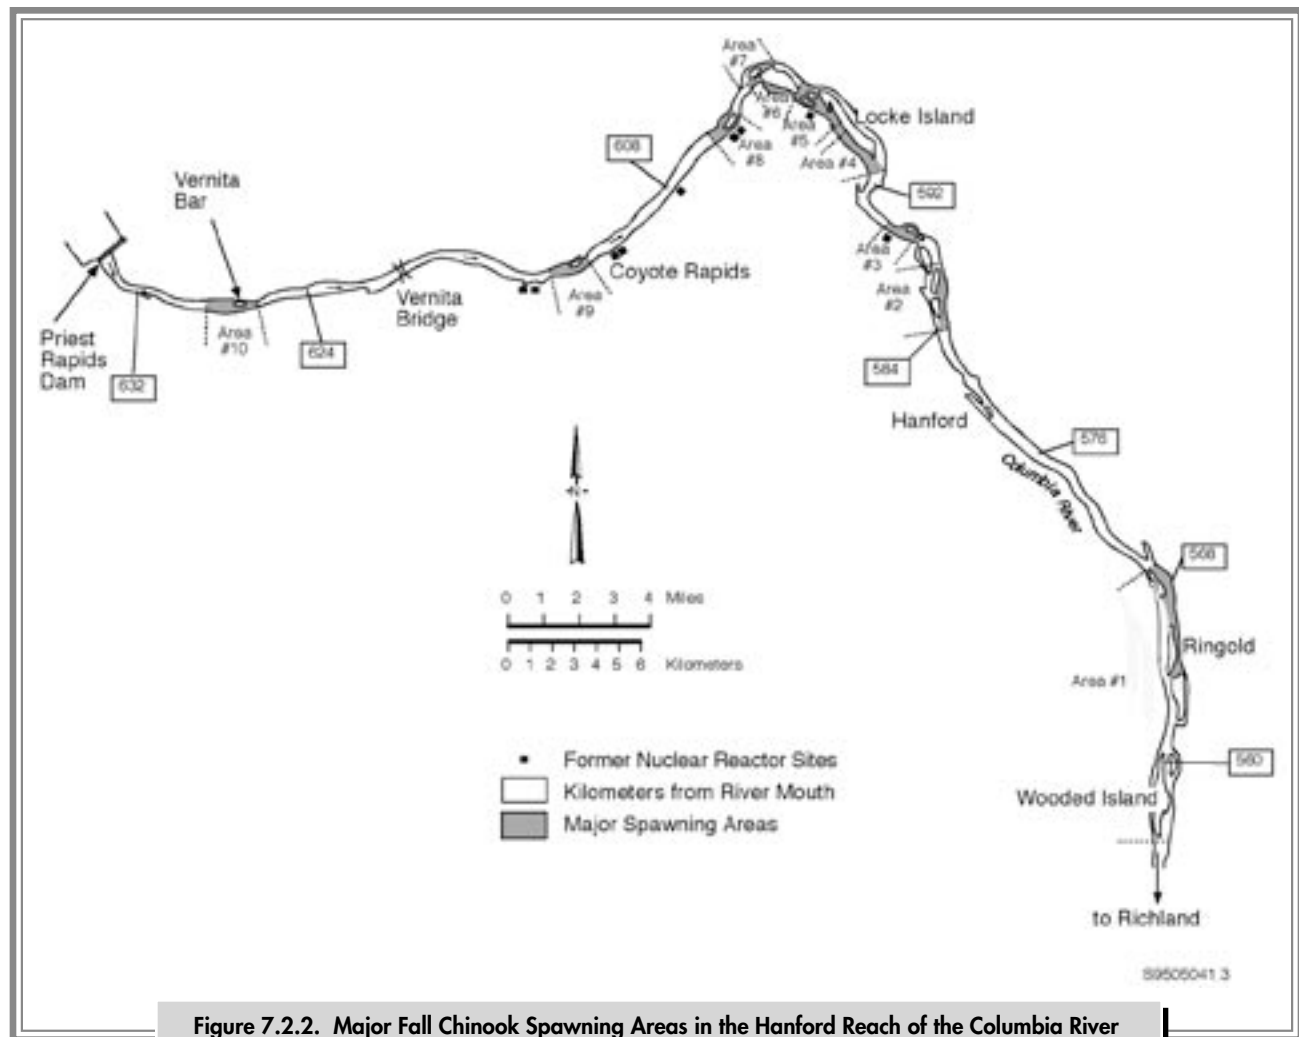 Area
#7
Area
#6
Area
#5
Locke Island
Area #4
Area
#8
608
592
Vernita
Bar
Area
#3
Coyote Rapids
Area
#2
Area
#9
Vernita
Bridge
Priest
Rapids
Dam
632
Area
#10
624
584
Hanford
576
Columbia River
N
568
0 1 2 3 4 Miles
0 1 2 3 4 5 6 Kilometers
Ringold
Area #1
560
Former Nuclear Reactor Sites
Kilometers from River Mouth
Major Spawning Areas
Wooded Island
to Richland
S9505041 3
Figure 7.2.2. Major Fall Chinook Spawning Areas in the Hanford Reach of the Columbia River